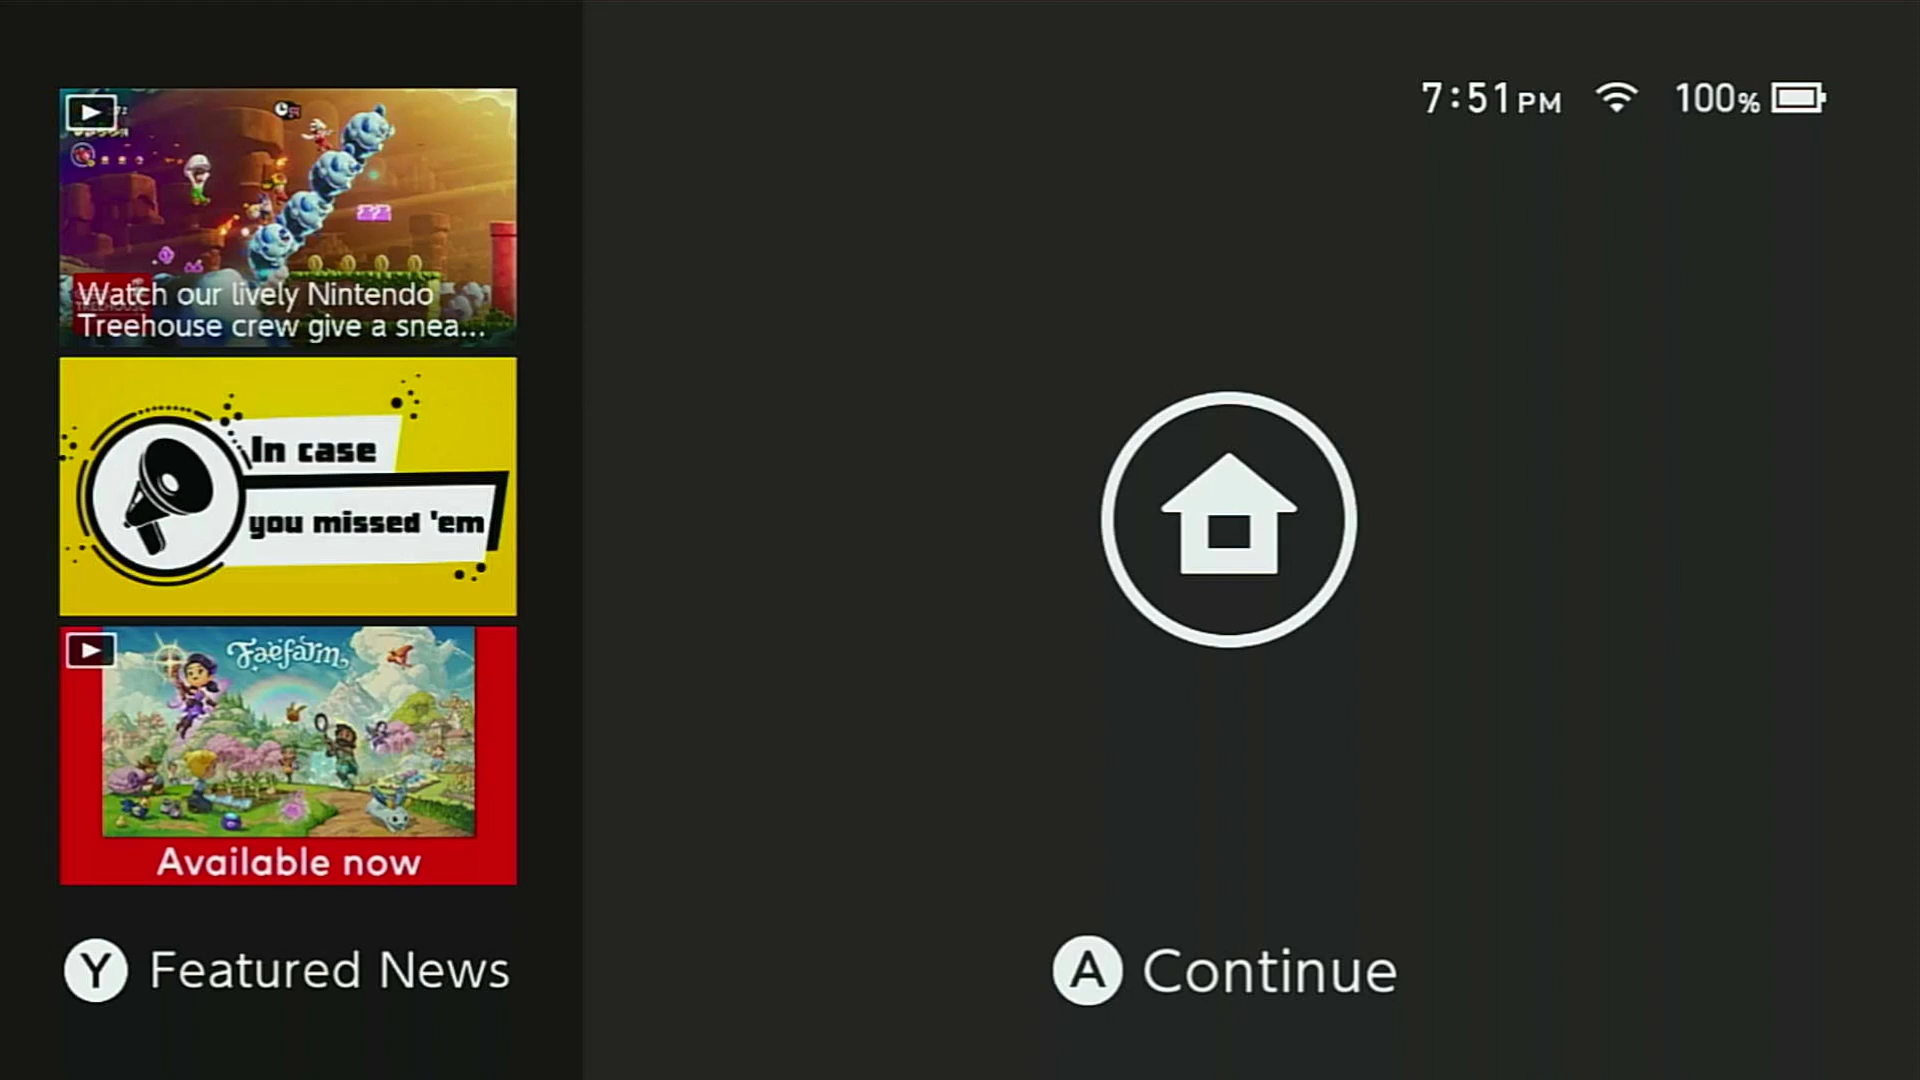 7:51 PM 100%
Watch our lively Nintendo
Treehouse crew give a snea...
In case
you missed 'em
Faefarm
Available now
Y Featured News
A Continue